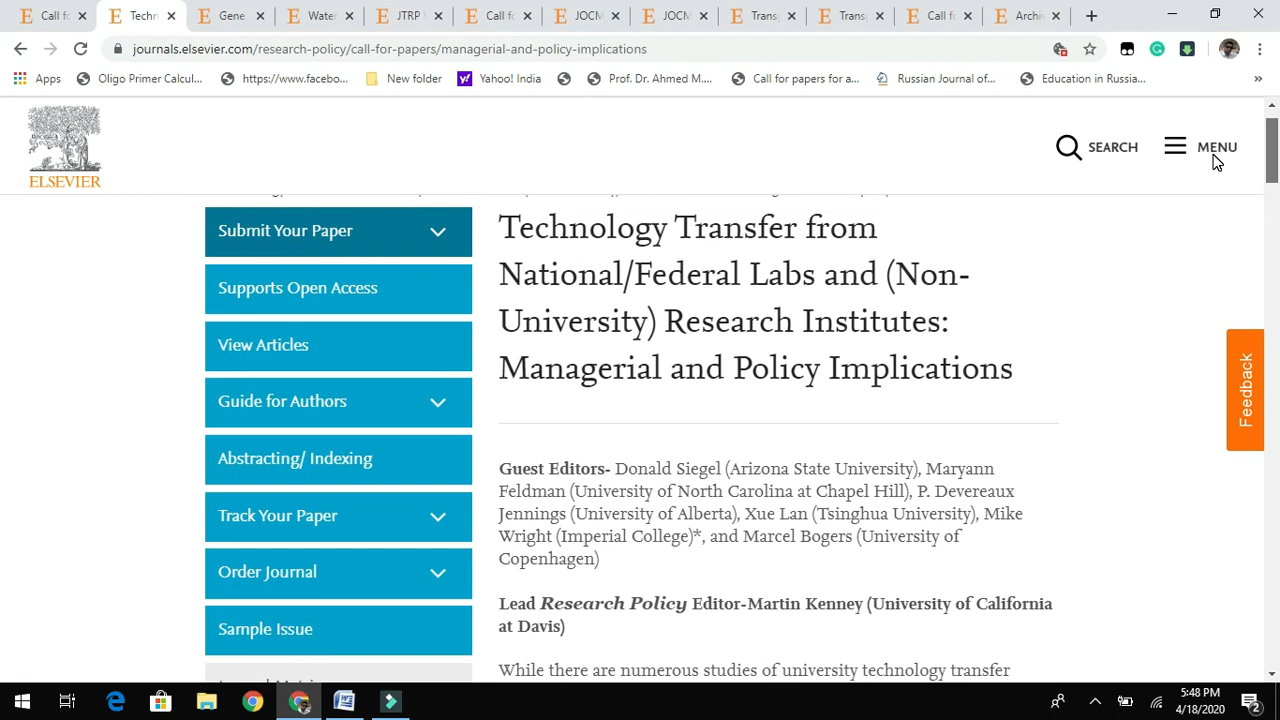 Call fo
Techn
Gene
Water
JTRP V
Call fo
JOCM
JOCM
Transp
Transp
Call fo
Archiv
journals.elsevier.com/research-policy/call-for-papers/managerial-and-policy-implications
Apps
Oligo Primer Calcul...
https://www.facebo...
New folder
Yahoo! India
Prof. Dr. Ahmed M....
Call for papers for a...
Russian Journal of...
Education in Russia...
»
ELSEVIER
SEARCH
MENU
Submit Your Paper
Supports Open Access
View Articles
Guide for Authors
Abstracting/ Indexing
Track Your Paper
Order Journal
Sample Issue
Technology Transfer from
National/Federal Labs and (Non-
University) Research Institutes:
Managerial and Policy Implications
Guest Editors- Donald Siegel (Arizona State University), Maryann
Feldman (University of North Carolina at Chapel Hill), P. Devereaux
Jennings (University of Alberta), Xue Lan (Tsinghua University), Mike
Wright (Imperial College)*, and Marcel Bogers (University of
Copenhagen)
Lead Research Policy Editor-Martin Kenney (University of California
at Davis)
While there are numerous studies of university technology transfer
Feedback
5:48 PM
4/18/2020
2